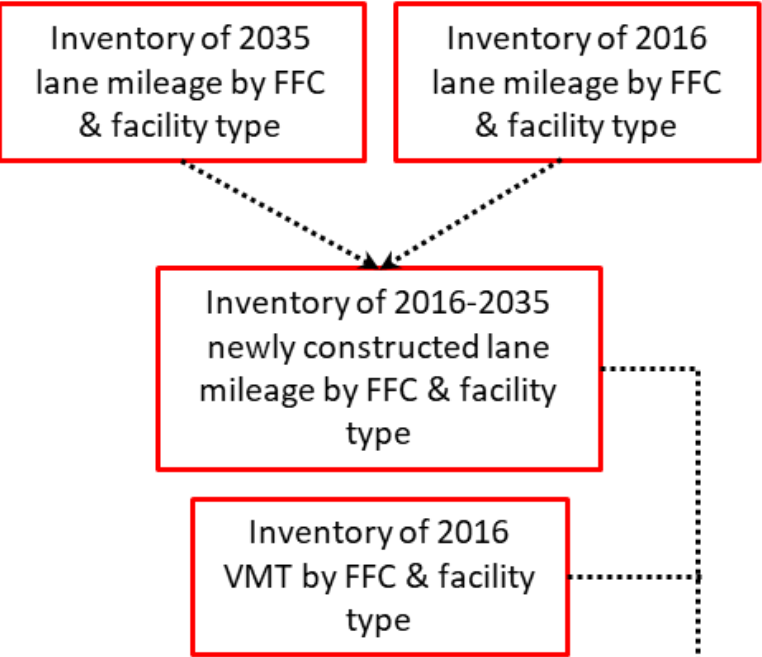 Inventory of 2035
lane mileage by FFC
& facility type
Inventory of 2016
lane mileage by FFC
& facility type
Inventory of 2016-2035
newly constructed lane
mileage by FFC & facility
type
Inventory of 2016
VMT by FFC & facility
type